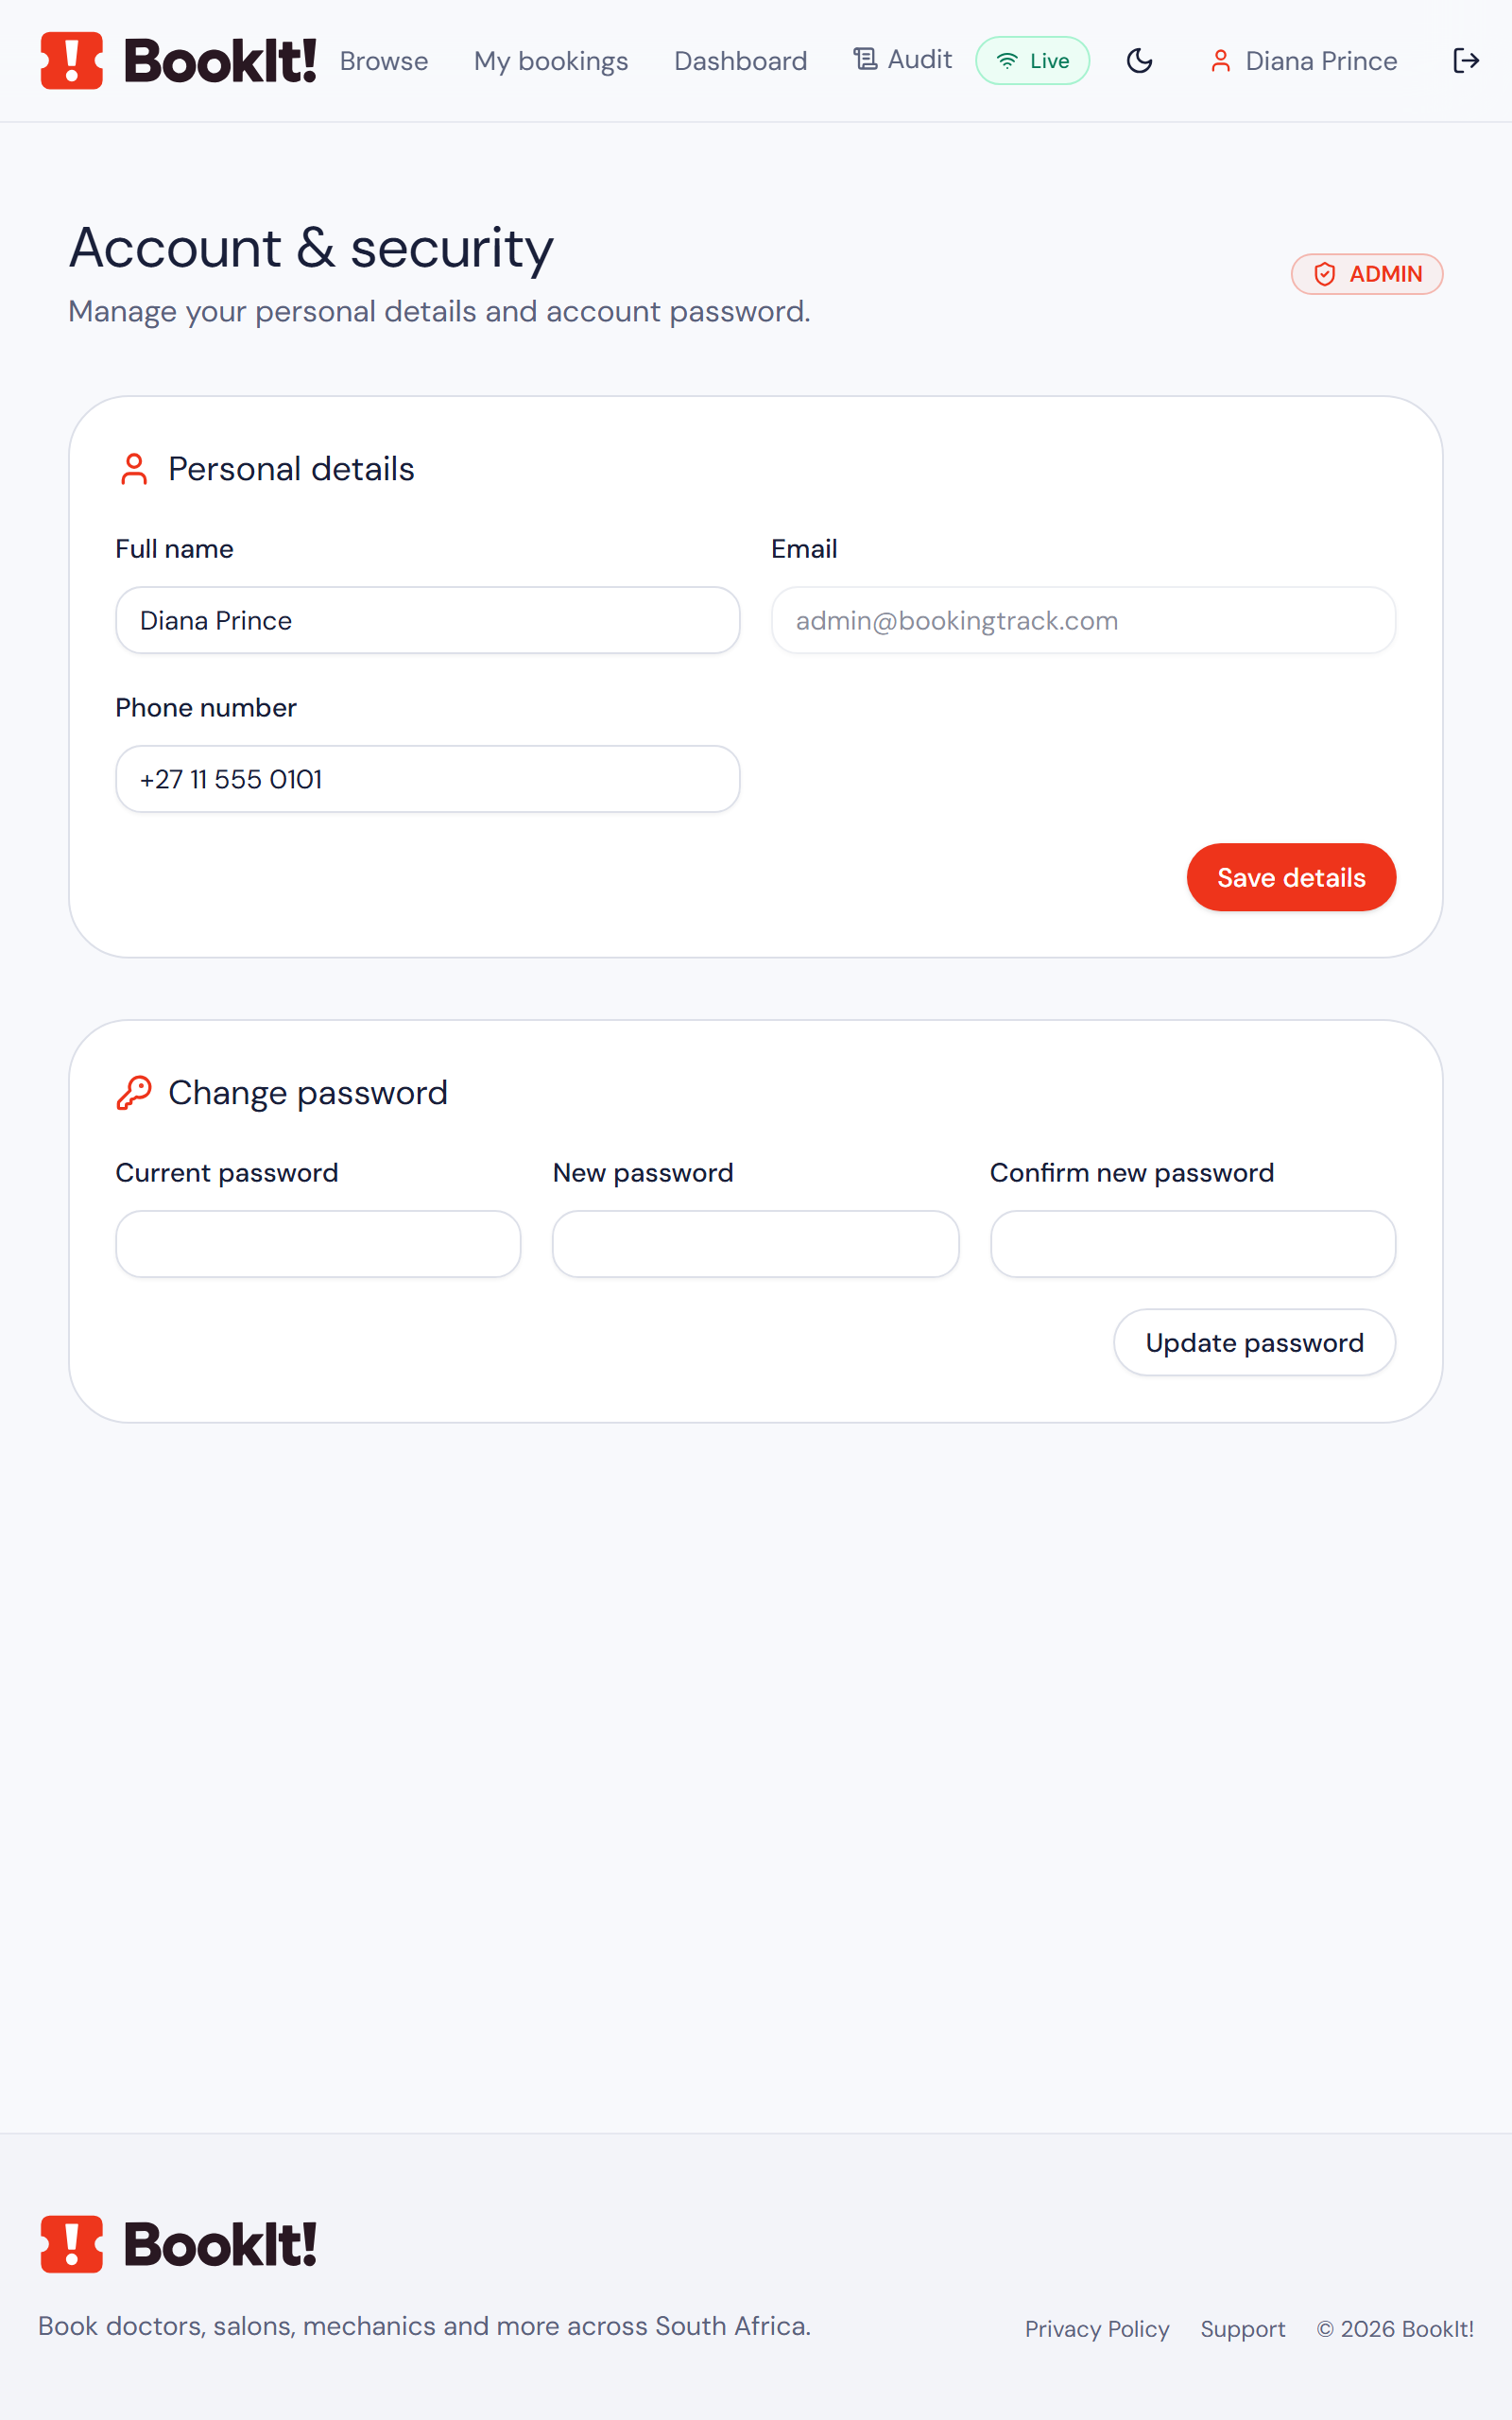 BookIt! Browse My bookings Dashboard Audit Live Diana Prince
Account & security
ADMIN
Manage your personal details and account password.
Personal details
Full name Email
Diana Prince admin@bookingtrack.com
Phone number
+27 11 555 0101
Save details
Change password
Current password New password Confirm new password
Update password
BookIt!
Book doctors, salons, mechanics and more across South Africa.
Privacy Policy Support © 2026 BookIt!